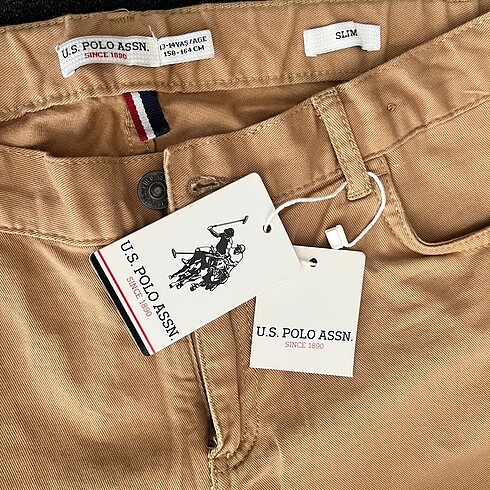 U.S. POLO ASSN.
SINCE 1890
13-14YAS/AGE
158-164 CM
SLIM
U.S. POLO ASSN.
SINCE 1890
U.S. POLO ASSN.
SINCE 1890